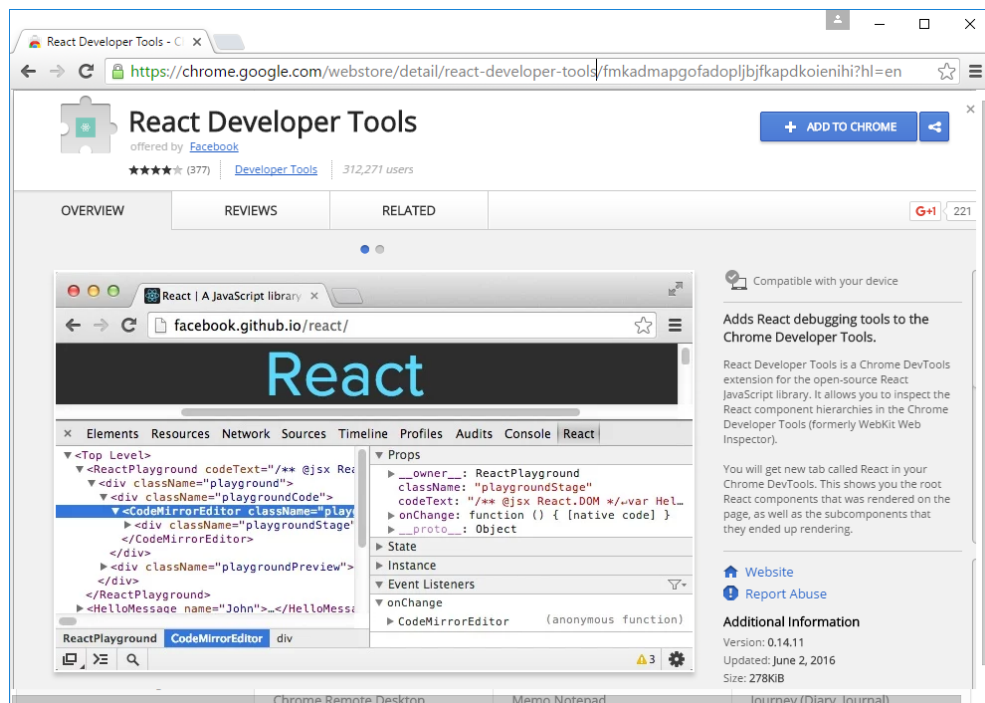 React Developer Tools - C
https://chrome.google.com/webstore/detail/react-developer-tools/fmkadmapgofadopljbjfkapdkoienihi?hl=en
React Developer Tools
offered by Facebook
(377) Developer Tools 312,271 users
+ ADD TO CHROME
OVERVIEW REVIEWS RELATED
G+1 221
React | A JavaScript library
facebook.github.io/react/
React
Elements Resources Network Sources Timeline Profiles Audits Console React
<Top Level>
<ReactPlayground codeText="/** @jsx Rea
<div className="playground">
<div className="playgroundCode">
<CodeMirrorEditor className="play
<div className="playgroundStage"
</CodeMirrorEditor>
</div>
<div className="playgroundPreview">
</div>
</ReactPlayground>
<HelloMessage name="John">…</HelloMessa
ReactPlayground CodeMirrorEditor div
Props
__owner__: ReactPlayground
className: "playgroundStage"
codeText: "/** @jsx React.DOM */↵var Hel…
onChange: function () { [native code] }
__proto__: Object
State
Instance
Event Listeners
onChange
CodeMirrorEditor (anonymous function)
3
Compatible with your device
Adds React debugging tools to the
Chrome Developer Tools.
React Developer Tools is a Chrome DevTools
extension for the open-source React
JavaScript library. It allows you to inspect the
React component hierarchies in the Chrome
Developer Tools (formerly WebKit Web
Inspector).
You will get new tab called React in your
Chrome DevTools. This shows you the root
React components that was rendered on the
page, as well as the subcomponents that
they ended up rendering.
Website
Report Abuse
Additional Information
Version: 0.14.11
Updated: June 2, 2016
Size: 278KiB
Chrome Remote Desktop Memo Notepad Journey (Diary, Journal)